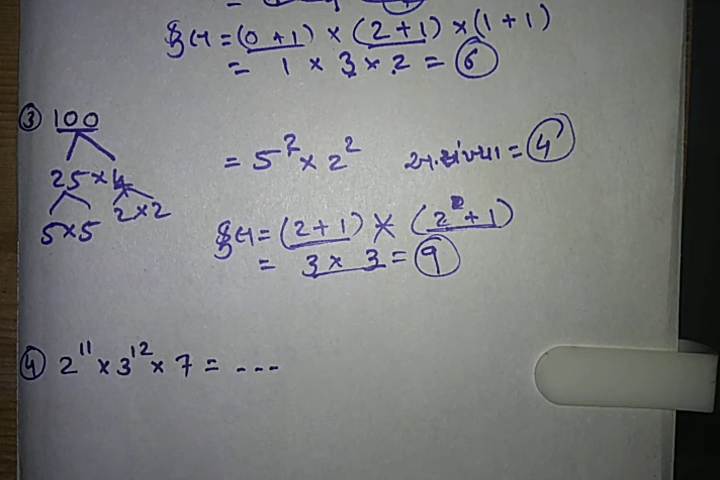 કુલ = (0 + 1) × (2 + 1) × (1 + 1)
= 1 × 3 × 2 = 6
③ 100
25 × 4
= 5² × 2² અ.સંખ્યા = 4
5×5 2×2
કુલ = (2 + 1) × (2 + 1)
= 3 × 3 = 9
④ 2¹¹ × 3¹² × 7 = ---